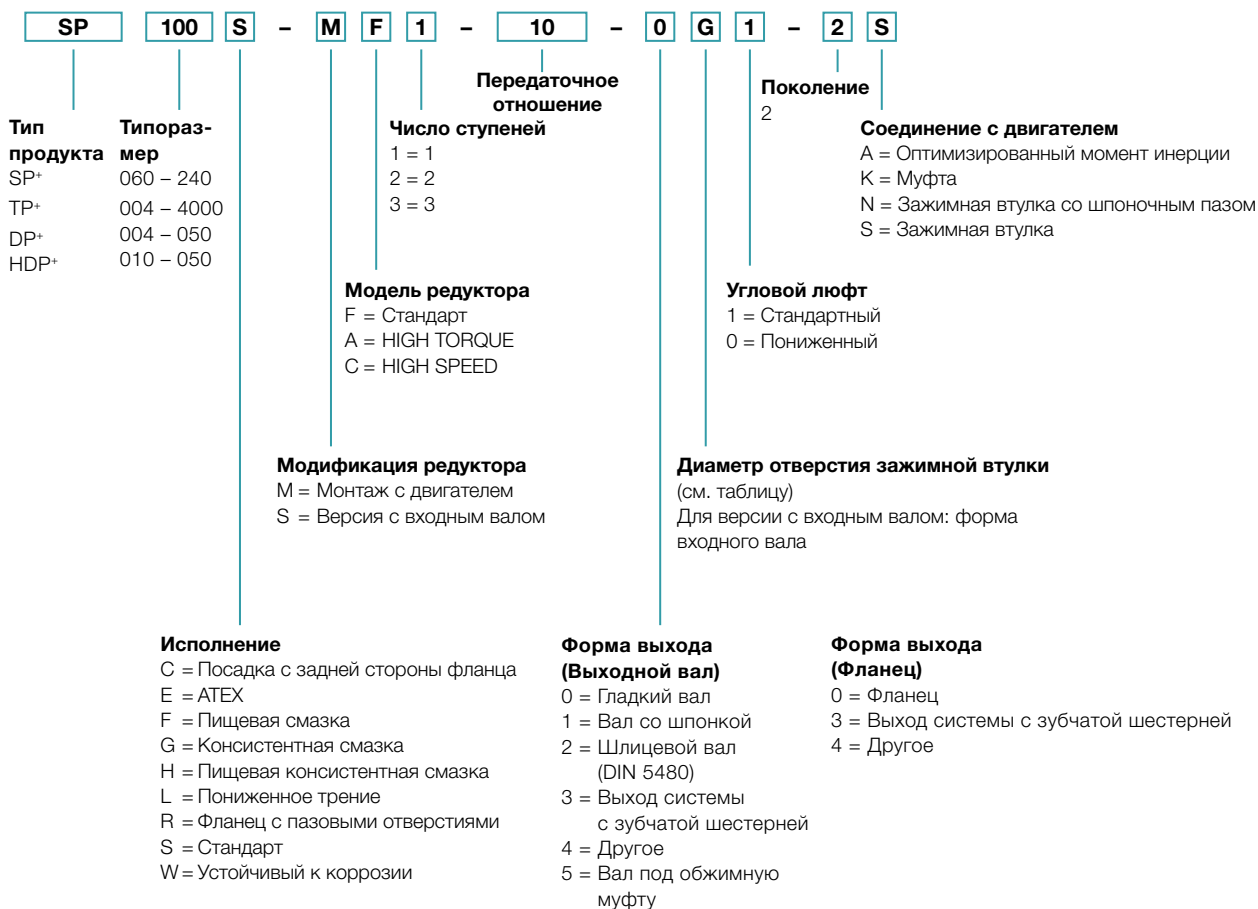 SP 100 S – M F 1 – 10 – 0 G 1 – 2 S
Тип
продукта
SP+
TP+
DP+
HDP+
Типораз-
мер
060 – 240
004 – 4000
004 – 050
010 – 050
Число ступеней
1 = 1
2 = 2
3 = 3
Передаточное
отношение
Поколение
2
Соединение с двигателем
A = Оптимизированный момент инерции
K = Муфта
N = Зажимная втулка со шпоночным пазом
S = Зажимная втулка
Модель редуктора
F = Стандарт
A = HIGH TORQUE
C = HIGH SPEED
Угловой люфт
1 = Стандартный
0 = Пониженный
Модификация редуктора
M = Монтаж с двигателем
S = Версия с входным валом
Диаметр отверстия зажимной втулки
(см. таблицу)
Для версии с входным валом: форма
входного вала
Исполнение
C = Посадка с задней стороны фланца
E = ATEX
F = Пищевая смазка
G = Консистентная смазка
H = Пищевая консистентная смазка
L = Пониженное трение
R = Фланец с пазовыми отверстиями
S = Стандарт
W = Устойчивый к коррозии
Форма выхода
(Выходной вал)
0 = Гладкий вал
1 = Вал со шпонкой
2 = Шлицевой вал
(DIN 5480)
3 = Выход системы
с зубчатой шестерней
4 = Другое
5 = Вал под обжимную
муфту
Форма выхода
(Фланец)
0 = Фланец
3 = Выход системы с зубчатой шестерней
4 = Другое